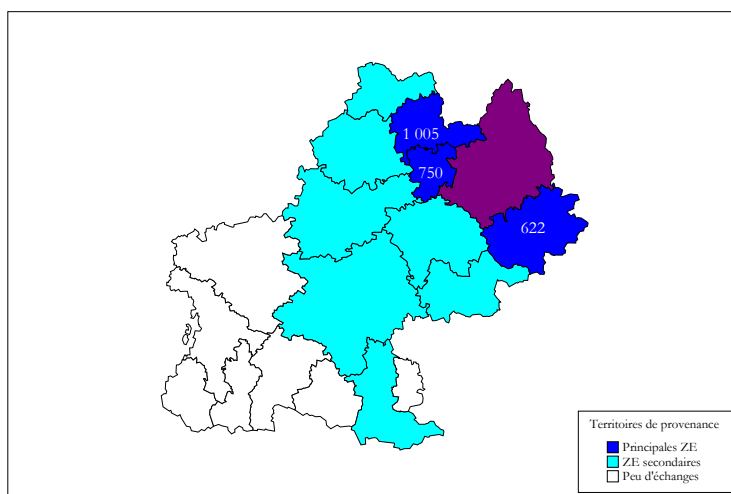 1 005
750
622
Territoires de provenance
Principales ZE
ZE secondaires
Peu d'échanges